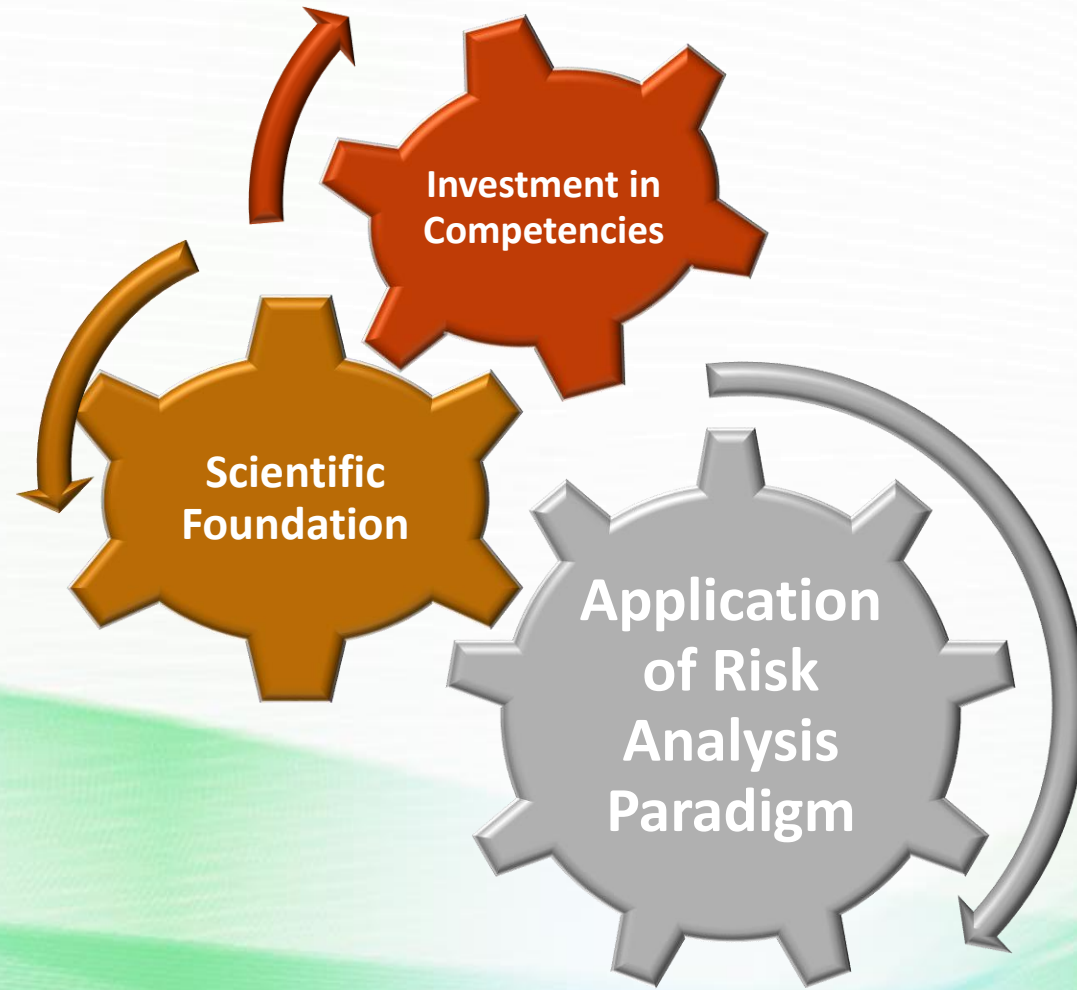 Investment in
Competencies
Scientific
Foundation
Application
of Risk
Analysis
Paradigm